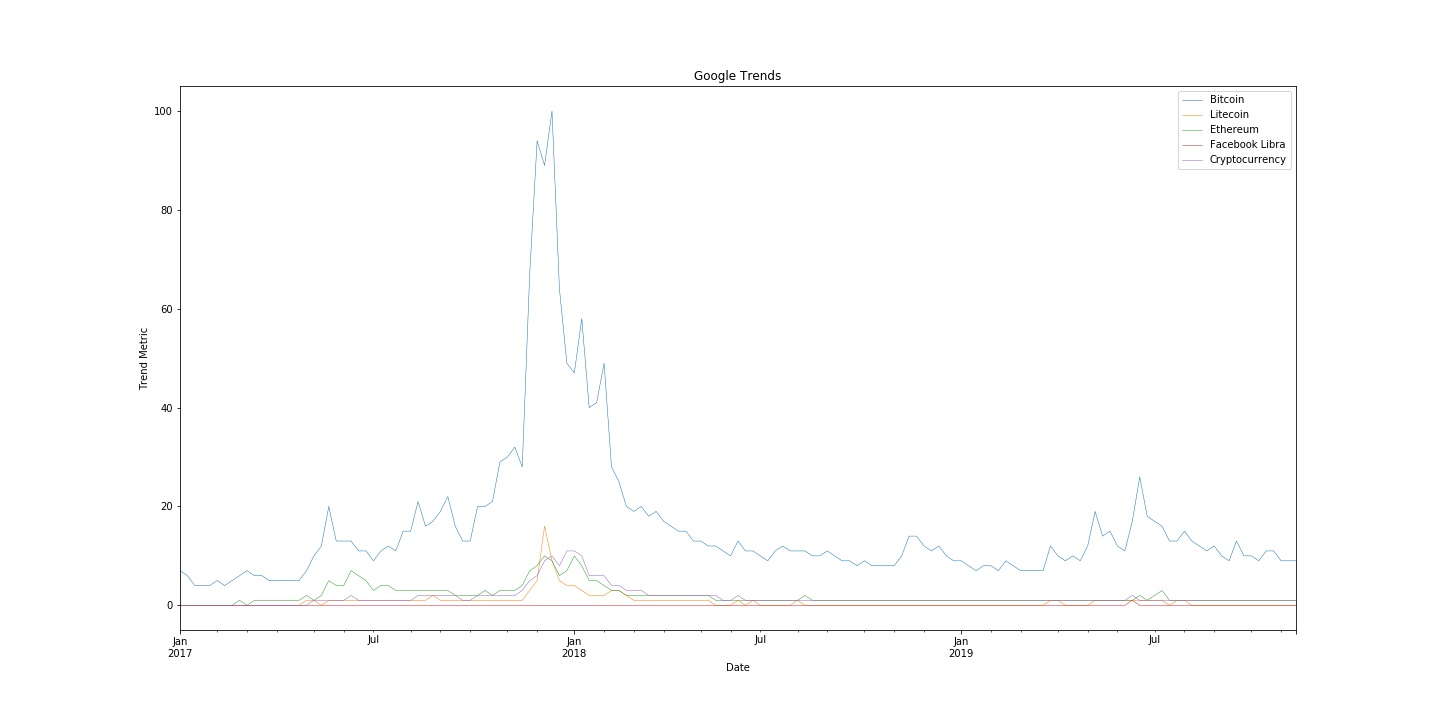 Google Trends
Bitcoin
Litecoin
Ethereum
Facebook Libra
Cryptocurrency
100
80
60
40
20
0
Trend Metric
Jan Jul Jan Jul Jan Jul
2017 2018 2019
Date